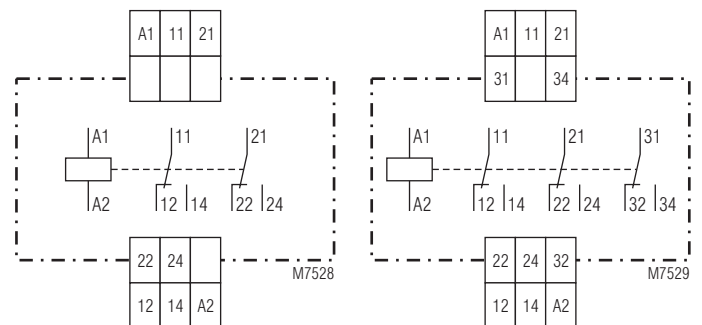 A1 11 21
A1 11 21
12 14 22 24
A2
22 24
12 14 A2
M7528
A1 11 21
31 34
A1 11 21 31
A2 12 14 22 24 32 34
22 24 32
12 14 A2
M7529